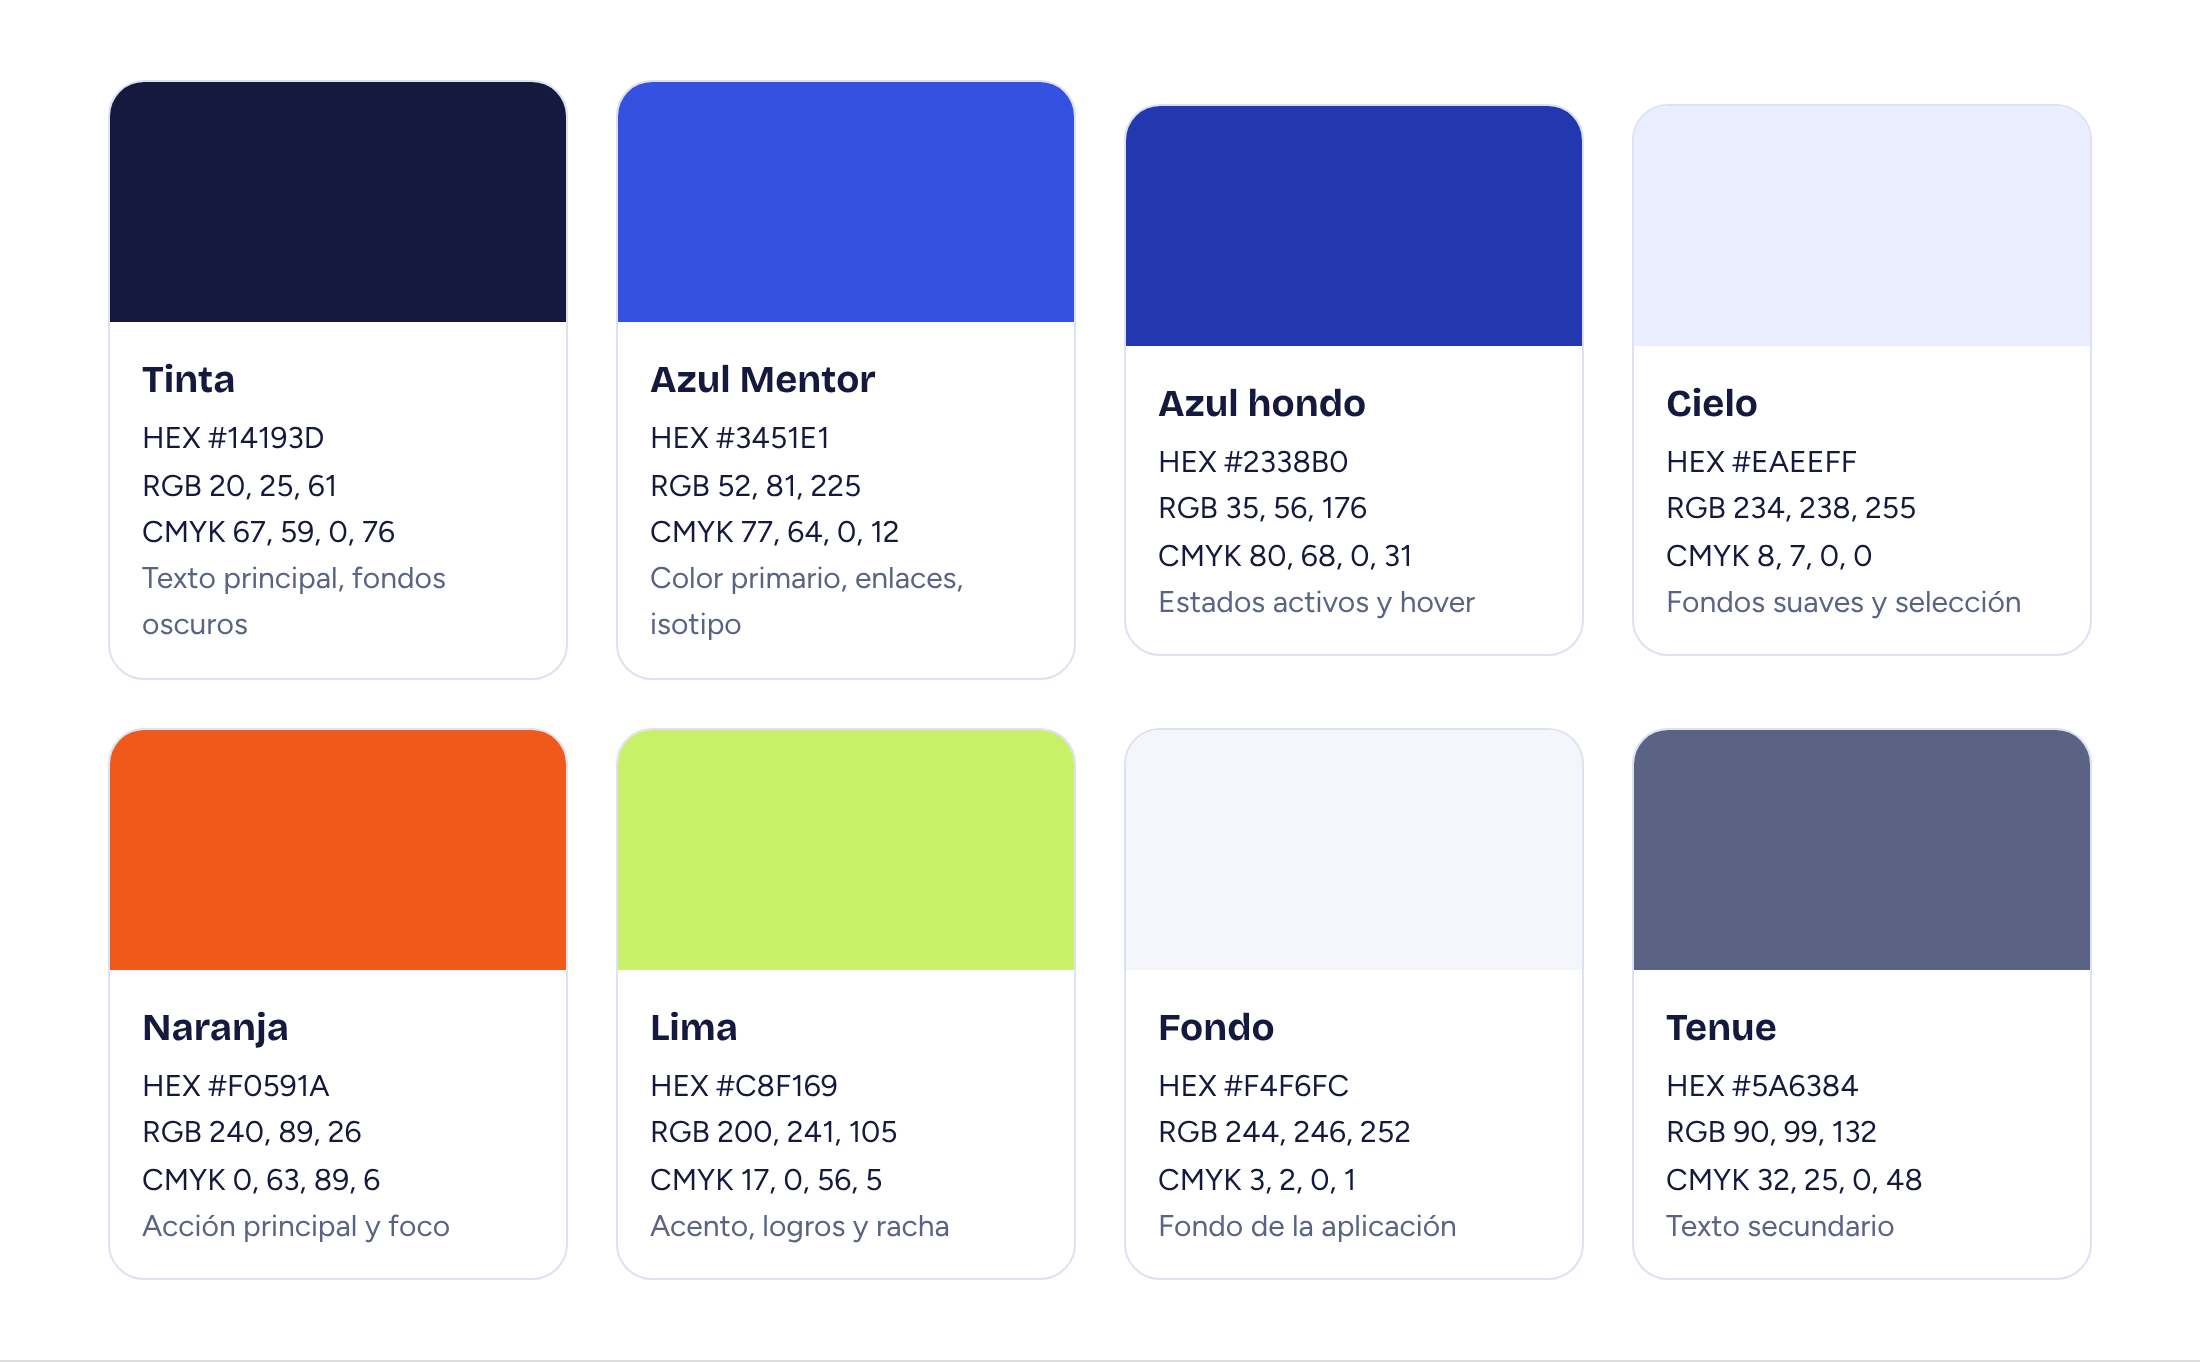 Tinta
HEX #14193D
RGB 20, 25, 61
CMYK 67, 59, 0, 76
Texto principal, fondos
oscuros
Azul Mentor
HEX #3451E1
RGB 52, 81, 225
CMYK 77, 64, 0, 12
Color primario, enlaces,
isotipo
Azul hondo
HEX #2338B0
RGB 35, 56, 176
CMYK 80, 68, 0, 31
Estados activos y hover
Cielo
HEX #EAEEFF
RGB 234, 238, 255
CMYK 8, 7, 0, 0
Fondos suaves y selección
Naranja
HEX #F0591A
RGB 240, 89, 26
CMYK 0, 63, 89, 6
Acción principal y foco
Lima
HEX #C8F169
RGB 200, 241, 105
CMYK 17, 0, 56, 5
Acento, logros y racha
Fondo
HEX #F4F6FC
RGB 244, 246, 252
CMYK 3, 2, 0, 1
Fondo de la aplicación
Tenue
HEX #5A6384
RGB 90, 99, 132
CMYK 32, 25, 0, 48
Texto secundario